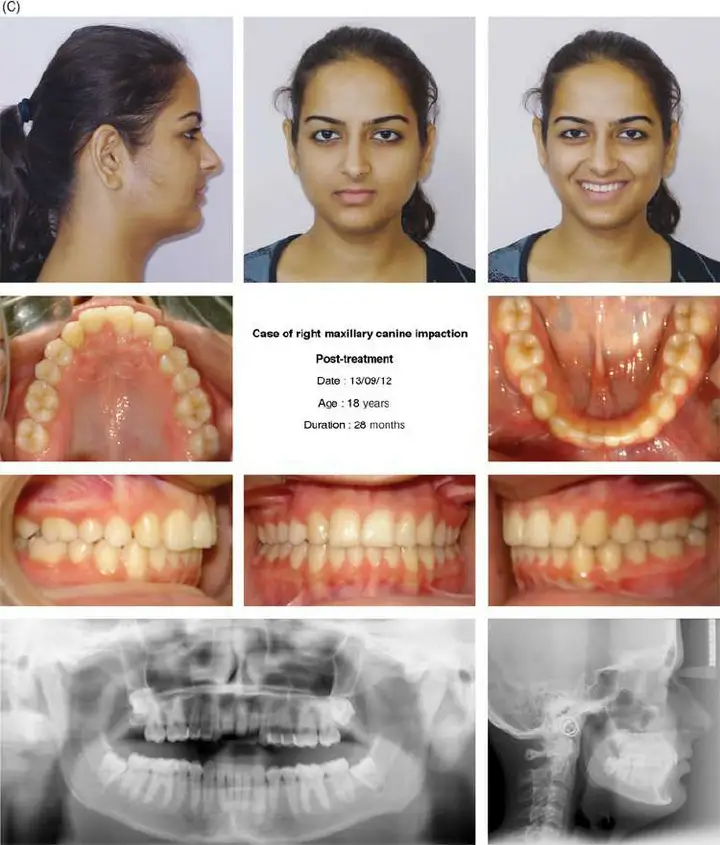 (C)
Case of right maxillary canine impaction
Post-treatment
Date : 13/09/12
Age : 18 years
Duration : 28 months